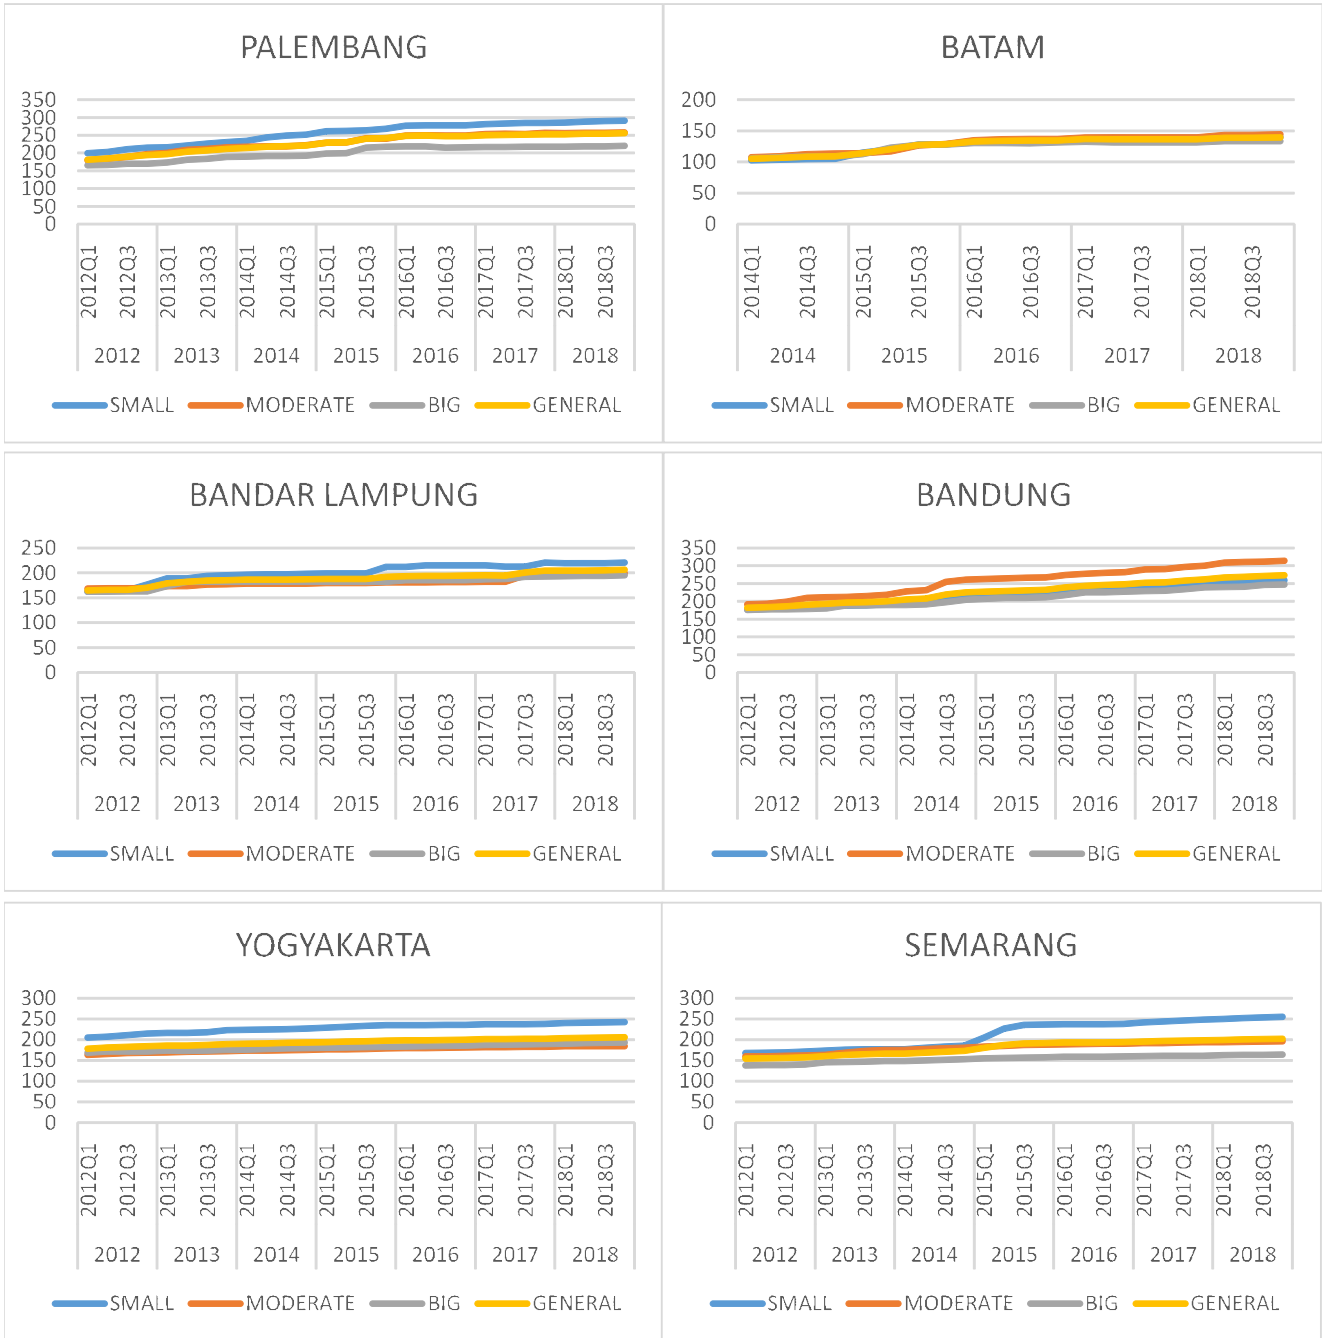 PALEMBANG
350
300
250
200
150
100
50
0
2012Q1 2012Q3 2013Q1 2013Q3 2014Q1 2014Q3 2015Q1 2015Q3 2016Q1 2016Q3 2017Q1 2017Q3 2018Q1 2018Q3
2012 2013 2014 2015 2016 2017 2018
SMALL MODERATE BIG GENERAL
BATAM
200
150
100
50
0
2014Q1 2014Q3 2015Q1 2015Q3 2016Q1 2016Q3 2017Q1 2017Q3 2018Q1 2018Q3
2014 2015 2016 2017 2018
SMALL MODERATE BIG GENERAL
BANDAR LAMPUNG
250
200
150
100
50
0
2012Q1 2012Q3 2013Q1 2013Q3 2014Q1 2014Q3 2015Q1 2015Q3 2016Q1 2016Q3 2017Q1 2017Q3 2018Q1 2018Q3
2012 2013 2014 2015 2016 2017 2018
SMALL MODERATE BIG GENERAL
BANDUNG
350
300
250
200
150
100
50
0
2012Q1 2012Q3 2013Q1 2013Q3 2014Q1 2014Q3 2015Q1 2015Q3 2016Q1 2016Q3 2017Q1 2017Q3 2018Q1 2018Q3
2012 2013 2014 2015 2016 2017 2018
SMALL MODERATE BIG GENERAL
YOGYAKARTA
300
250
200
150
100
50
0
2012Q1 2012Q3 2013Q1 2013Q3 2014Q1 2014Q3 2015Q1 2015Q3 2016Q1 2016Q3 2017Q1 2017Q3 2018Q1 2018Q3
2012 2013 2014 2015 2016 2017 2018
SMALL MODERATE BIG GENERAL
SEMARANG
300
250
200
150
100
50
0
2012Q1 2012Q3 2013Q1 2013Q3 2014Q1 2014Q3 2015Q1 2015Q3 2016Q1 2016Q3 2017Q1 2017Q3 2018Q1 2018Q3
2012 2013 2014 2015 2016 2017 2018
SMALL MODERATE BIG GENERAL